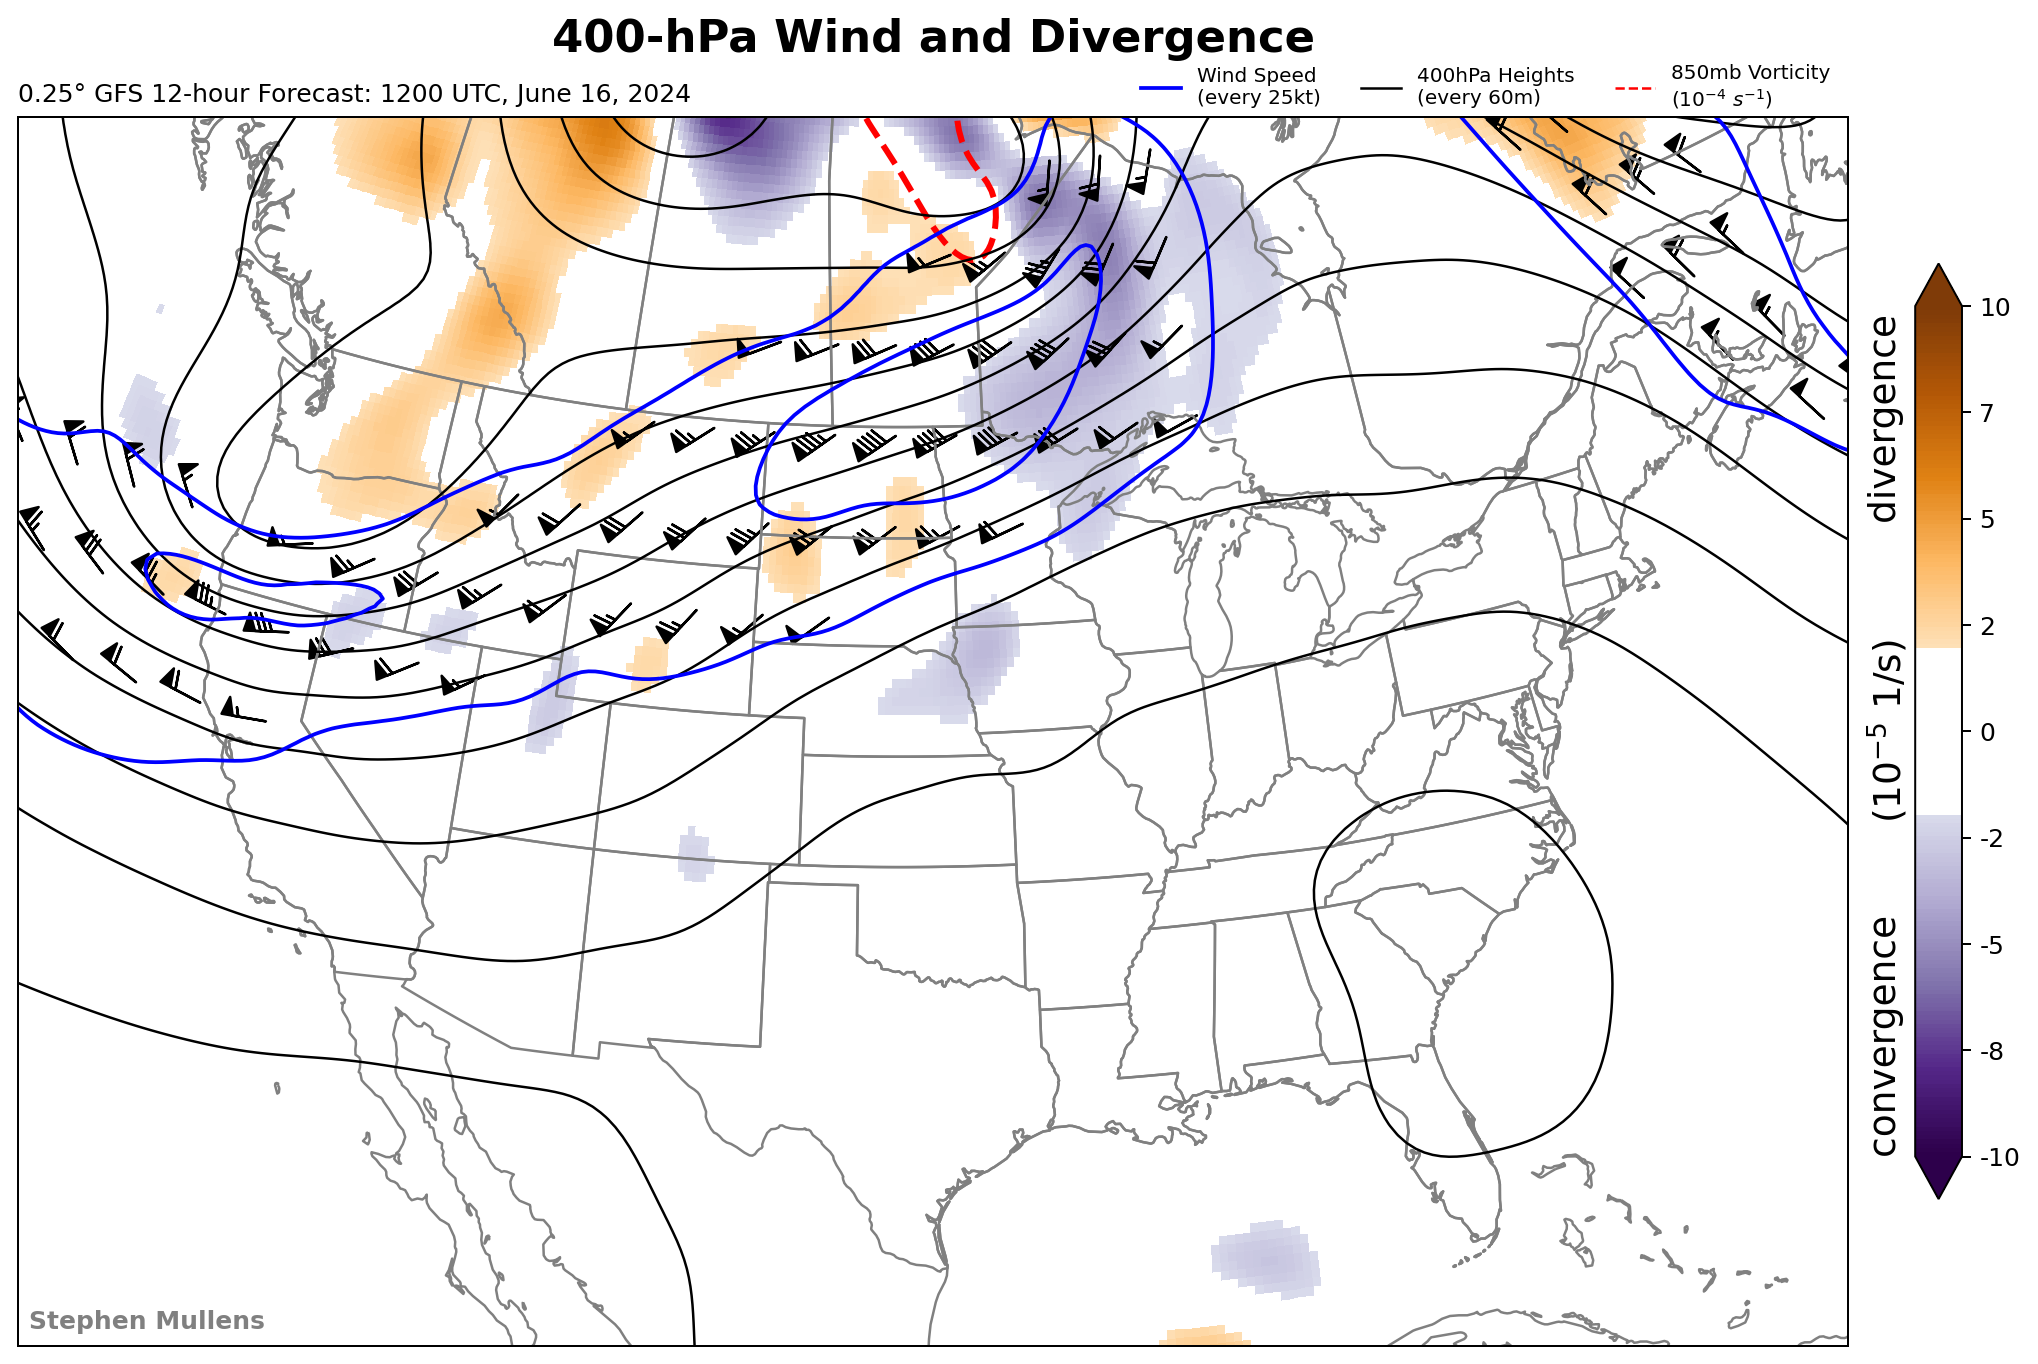 400-hPa Wind and Divergence
0.25° GFS 12-hour Forecast: 1200 UTC, June 16, 2024
Wind Speed
(every 25kt)
400hPa Heights
(every 60m)
850mb Vorticity
(10⁻⁴ s⁻¹)
10
7
5
2
0
-2
-5
-8
-10
convergence (10⁻⁵ 1/s) divergence
Stephen Mullens